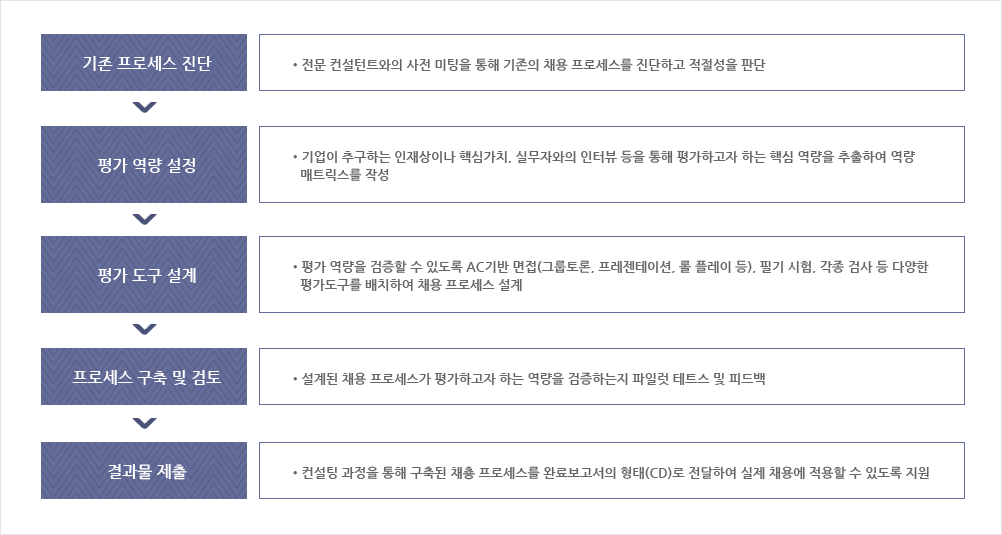 기존 프로세스 진단
• 전문 컨설턴트와의 사전 미팅을 통해 기존의 채용 프로세스를 진단하고 적절성을 판단
평가 역량 설정
• 기업이 추구하는 인재상이나 핵심가치, 실무자와의 인터뷰 등을 통해 평가하고자 하는 핵심 역량을 추출하여 역량
매트릭스를 작성
평가 도구 설계
• 평가 역량을 검증할 수 있도록 AC기반 면접(그룹토론, 프레젠테이션, 롤 플레이 등), 필기 시험, 각종 검사 등 다양한
평가도구를 배치하여 채용 프로세스 설계
프로세스 구축 및 검토
• 설계된 채용 프로세스가 평가하고자 하는 역량을 검증하는지 파일럿 테트스 및 피드백
결과물 제출
• 컨설팅 과정을 통해 구축된 채춍 프로세스를 완료보고서의 형태(CD)로 전달하여 실제 채용에 적용할 수 있도록 지원